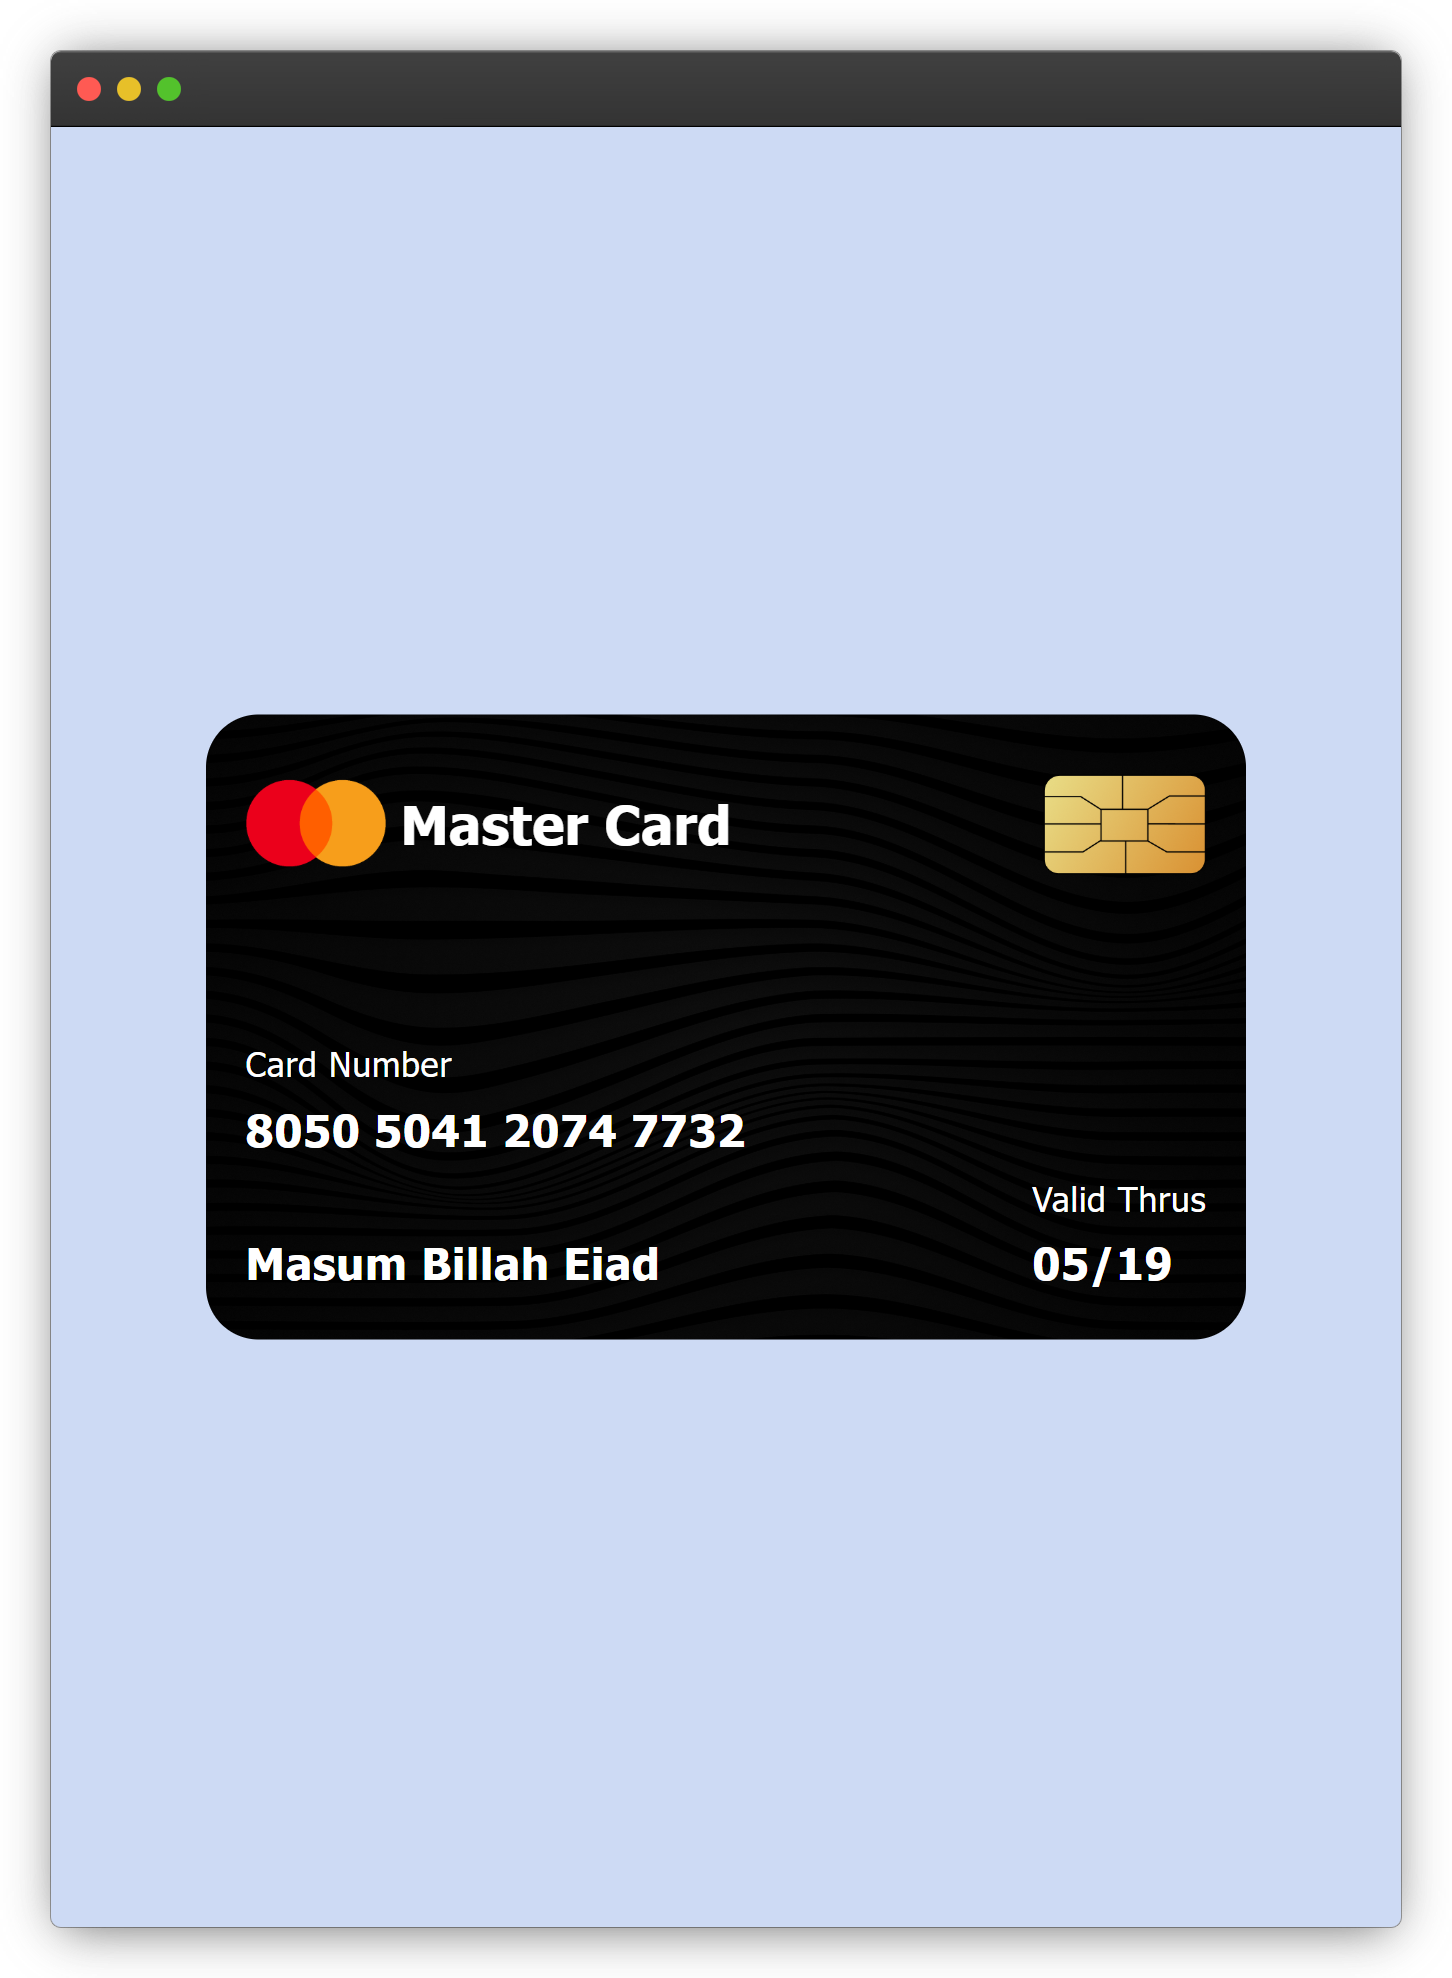 Master Card
Card Number
8050 5041 2074 7732
Valid Thrus
Masum Billah Eiad
05/19